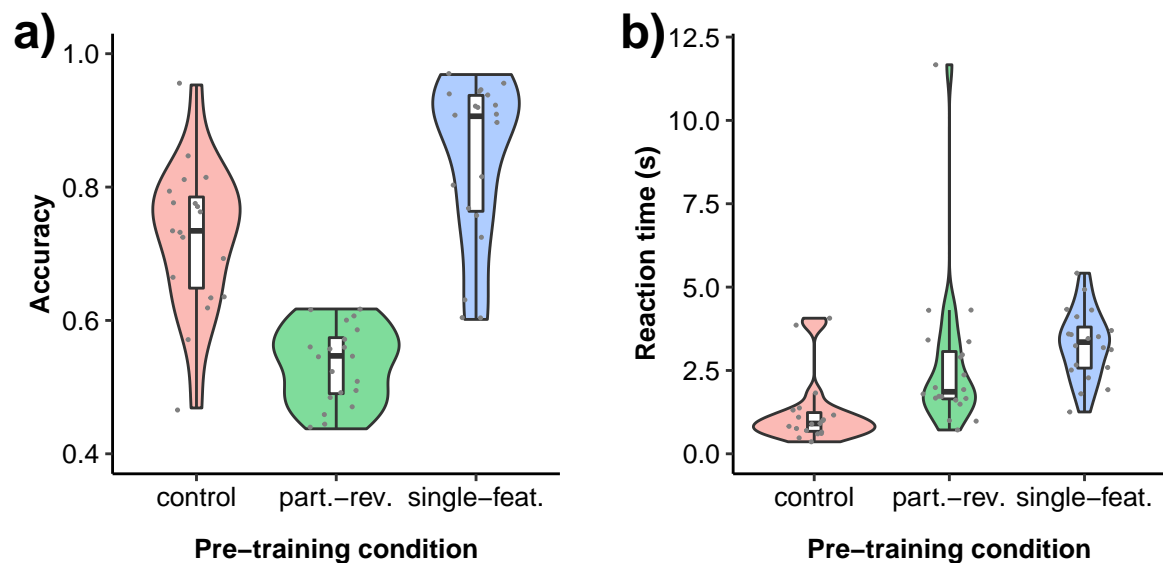 a)
Accuracy
1.0
0.8
0.6
0.4
control part.−rev. single−feat.
Pre−training condition
b)
Reaction time (s)
12.5
10.0
7.5
5.0
2.5
0.0
control part.−rev. single−feat.
Pre−training condition